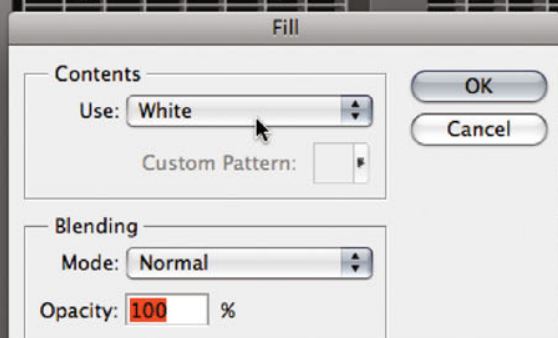 Fill
Contents
Use: White
OK
Custom Pattern:
Cancel
Blending
Mode: Normal
Opacity: 100 %